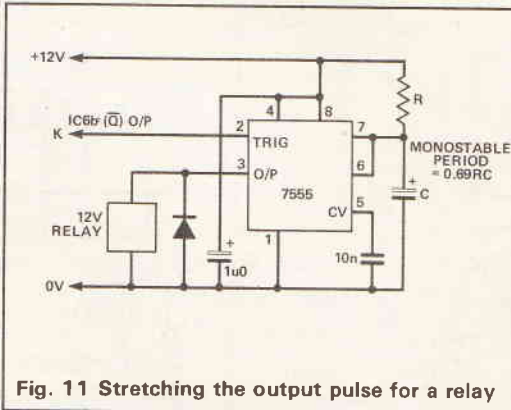 +12V
IC6b (Q̅) O/P
K
4
8
2
TRIG
7
R
MONOSTABLE
PERIOD
= 0.69RC
3
O/P
6
7555
C
12V
RELAY
CV
5
1
+
1u0
10n
+
0V
Fig. 11 Stretching the output pulse for a relay